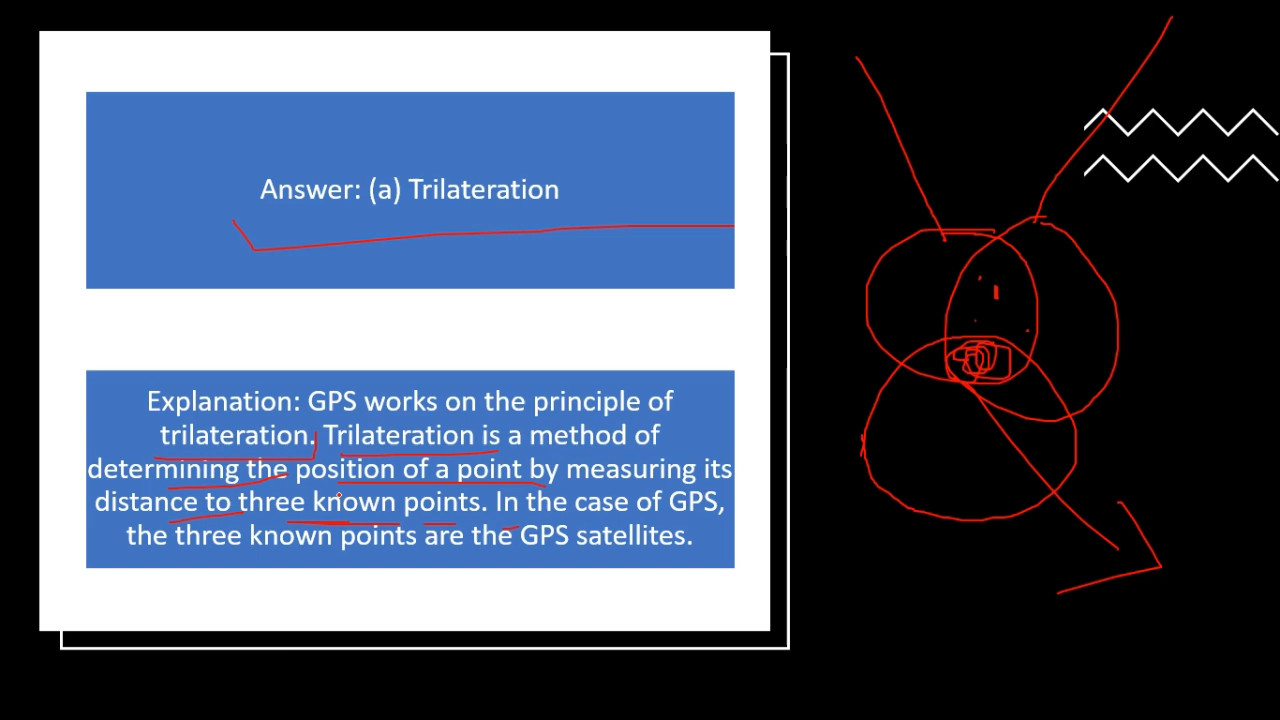 Answer: (a) Trilateration
Explanation: GPS works on the principle of
trilateration. Trilateration is a method of
determining the position of a point by measuring its
distance to three known points. In the case of GPS,
the three known points are the GPS satellites.